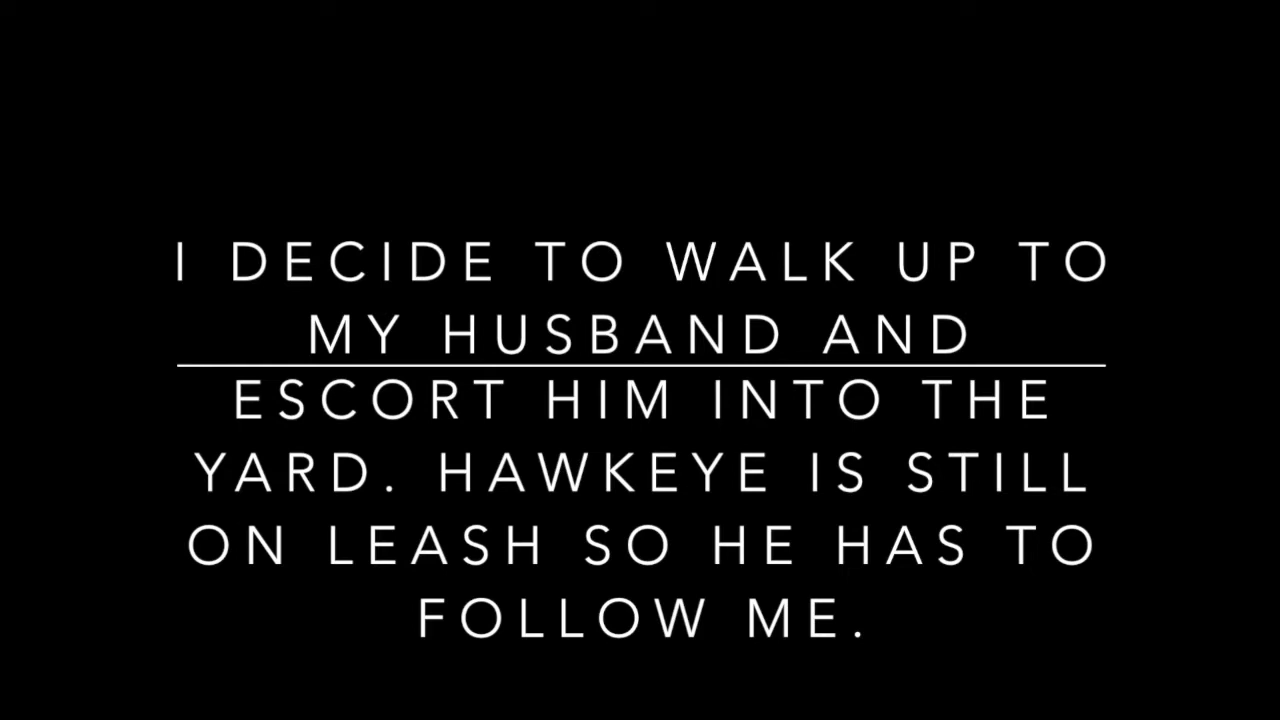 I DECIDE TO WALK UP TO
MY HUSBAND AND
ESCORT HIM INTO THE
YARD. HAWKEYE IS STILL
ON LEASH SO HE HAS TO
FOLLOW ME.